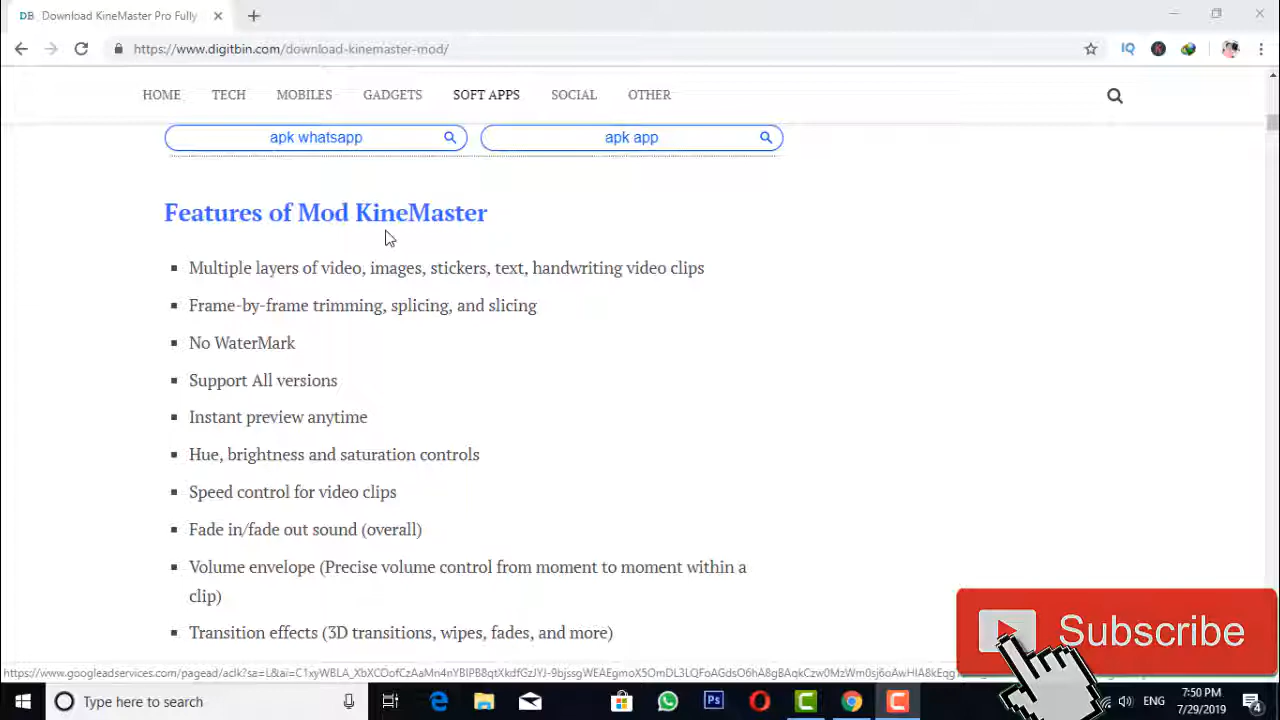 DB Download KineMaster Pro Fully
https://www.digitbin.com/download-kinemaster-mod/
IQ
HOME TECH MOBILES GADGETS SOFT APPS SOCIAL OTHER
apk whatsapp apk app
Features of Mod KineMaster
Multiple layers of video, images, stickers, text, handwriting video clips
Frame-by-frame trimming, splicing, and slicing
No WaterMark
Support All versions
Instant preview anytime
Hue, brightness and saturation controls
Speed control for video clips
Fade in/fade out sound (overall)
Volume envelope (Precise volume control from moment to moment within a
clip)
Transition effects (3D transitions, wipes, fades, and more)
Subscribe
Type here to search
Ps
ENG
7:50 PM
7/29/2019
4